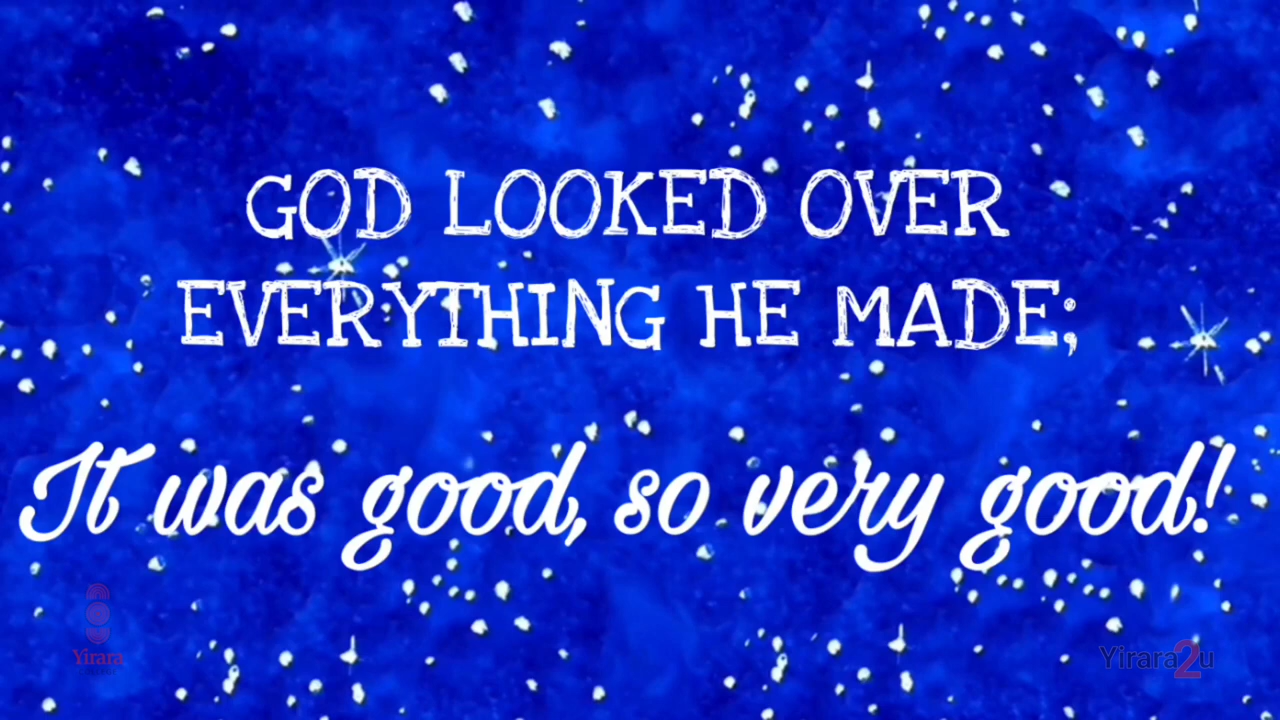 GOD LOOKED OVER
EVERYTHING HE MADE;
It was good, so very good!
Yirara
Yirara2u